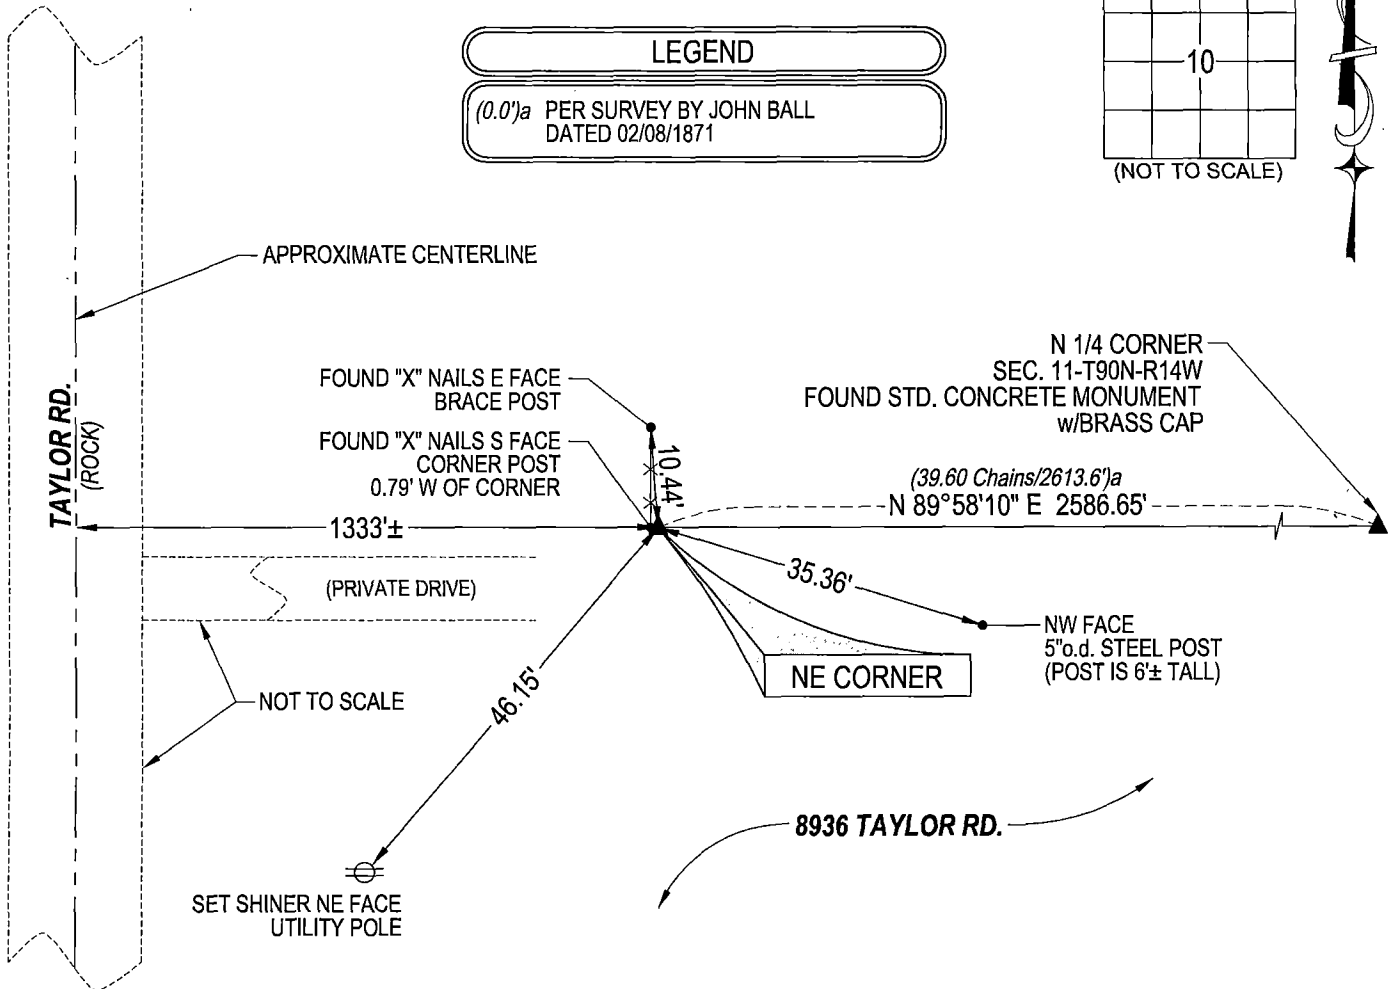 LEGEND
(0.0')a PER SURVEY BY JOHN BALL
DATED 02/08/1871
10
(NOT TO SCALE)
APPROXIMATE CENTERLINE
N 1/4 CORNER
SEC. 11-T90N-R14W
FOUND STD. CONCRETE MONUMENT
w/BRASS CAP
FOUND "X" NAILS E FACE
BRACE POST
FOUND "X" NAILS S FACE
CORNER POST
0.79' W OF CORNER
TAYLOR RD.
(ROCK)
10.44'
(39.60 Chains/2613.6')a
N 89°58'10" E 2586.65'
1333'±
(PRIVATE DRIVE)
35.36'
NW FACE
5"o.d. STEEL POST
(POST IS 6'± TALL)
NE CORNER
46.15'
NOT TO SCALE
8936 TAYLOR RD.
SET SHINER NE FACE
UTILITY POLE